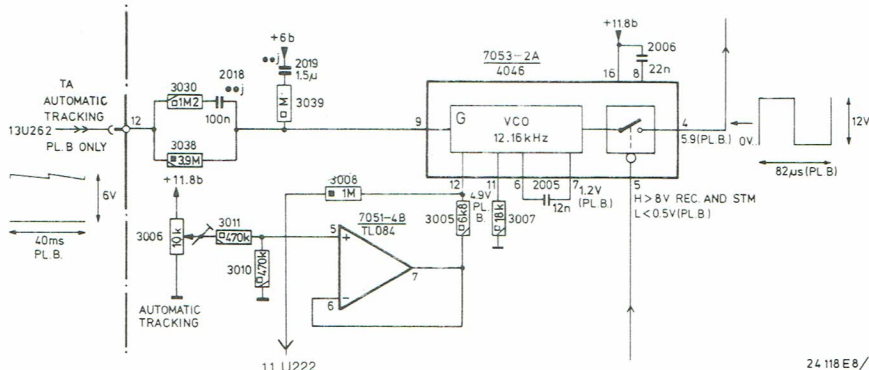 TA
AUTOMATIC
TRACKING
13U262
PL.B ONLY
12
6V
40ms
PL.B.
3030
1M2
2018
100n
3038
3.9M
+6b
2019
1.5µ
3039
M
+11.8b
3006
10k
AUTOMATIC
TRACKING
3011
470k
3010
470k
3008
1M
7051-4B
TL084
5
+
6
−
7
11 U222
7053-2A
4046
9
G
VCO
12.16kHz
12
11
6
2005
12n
7
1.2V
(PL.B)
4.9V
PL.
B.
3005
6k8
3007
18k
+11.8b
16
8
2006
22n
4
5.9(PL.B.)
5
H>8V REC. AND STM
L<0.5V(PL.B)
0V
12V
82µs(PL.B)
24 118 E8/